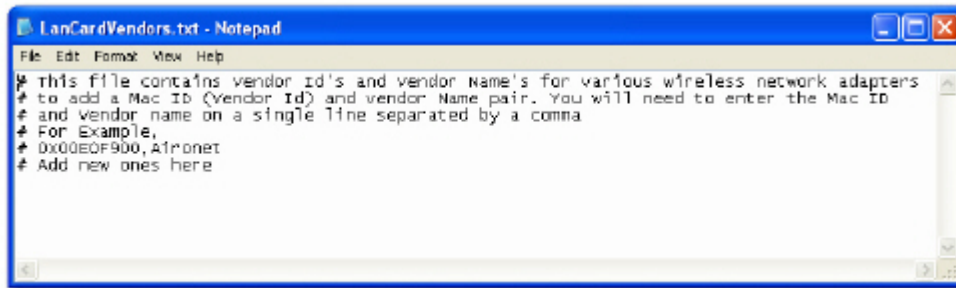 LanCardVendors.txt - Notepad
File Edit Format View Help
# This file contains vendor Id's and vendor Name's for various wireless network adapters
# to add a Mac ID (Vendor Id) and vendor Name pair. You will need to enter the Mac ID
# and Vendor name on a single line separated by a comma
# For Example,
# 0x00E0F900,Aironet
# Add new ones here